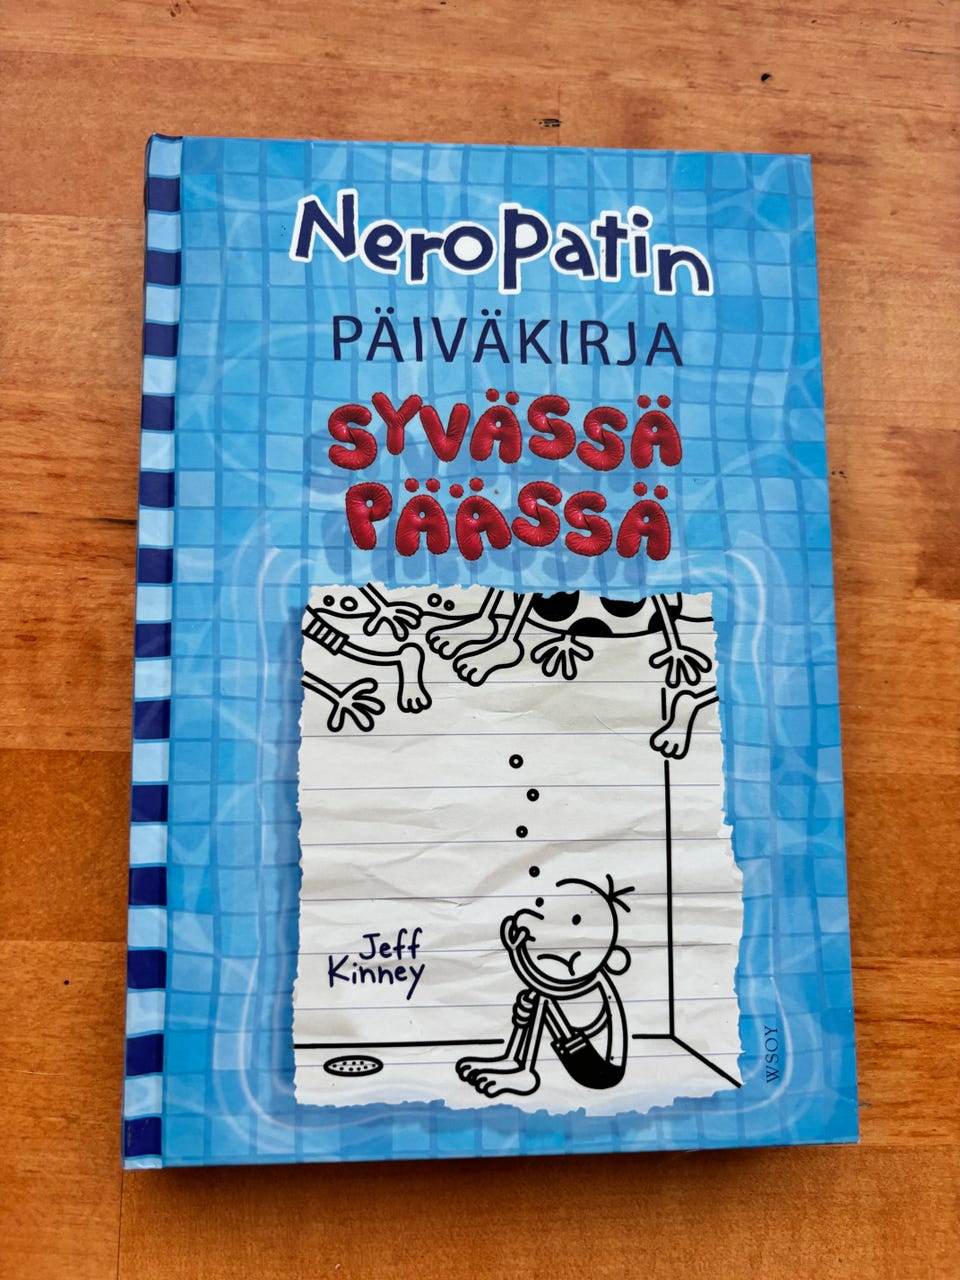 Neropatin
PÄIVÄKIRJA
SYVÄSSÄ
PÄÄSSÄ
Jeff
Kinney
WSOY